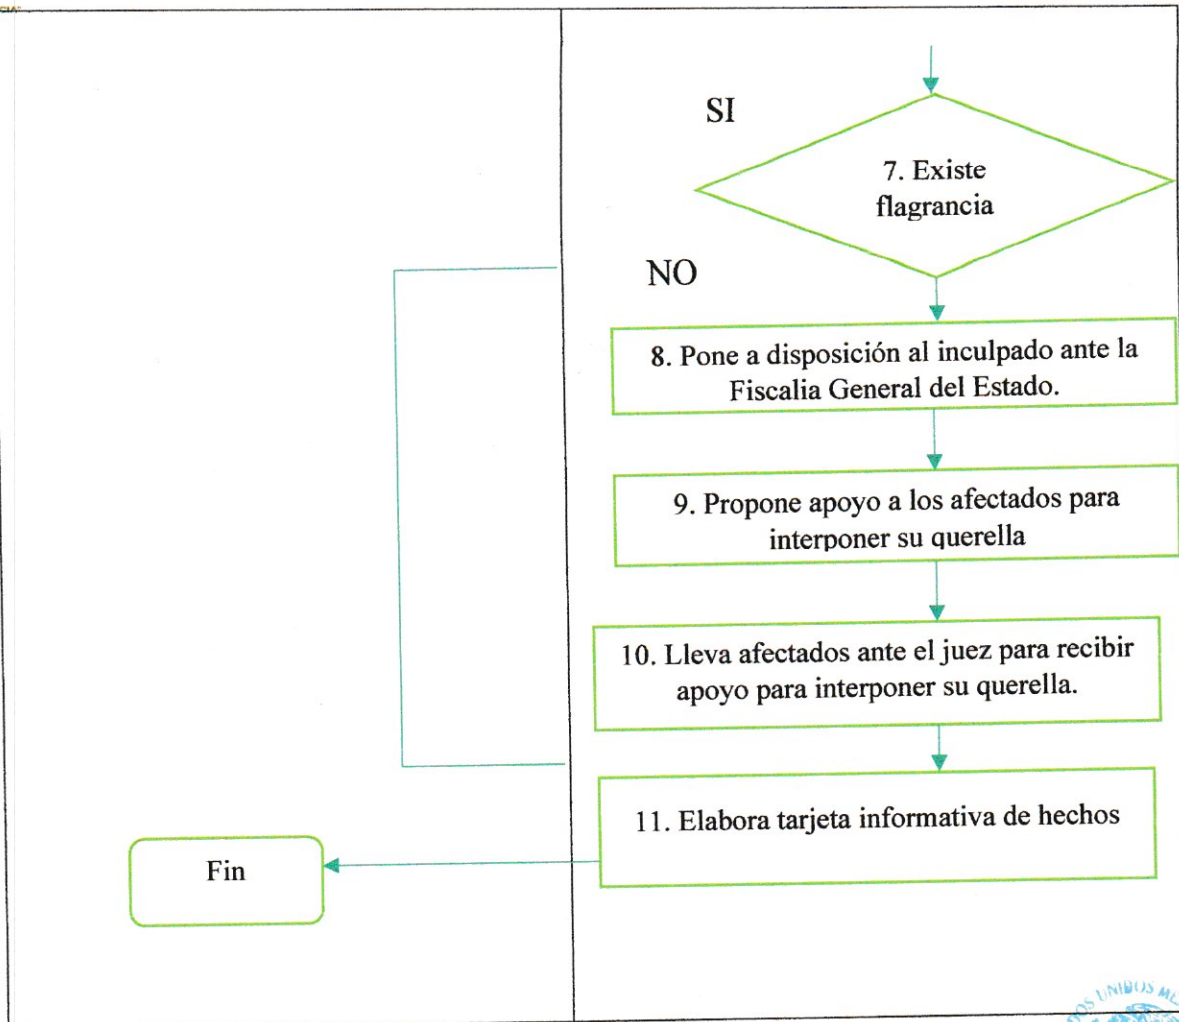 CIA"
SI
7. Existe
flagrancia
NO
8. Pone a disposición al inculpado ante la
Fiscalia General del Estado.
9. Propone apoyo a los afectados para
interponer su querella
10. Lleva afectados ante el juez para recibir
apoyo para interponer su querella.
11. Elabora tarjeta informativa de hechos
Fin
UNIDOS